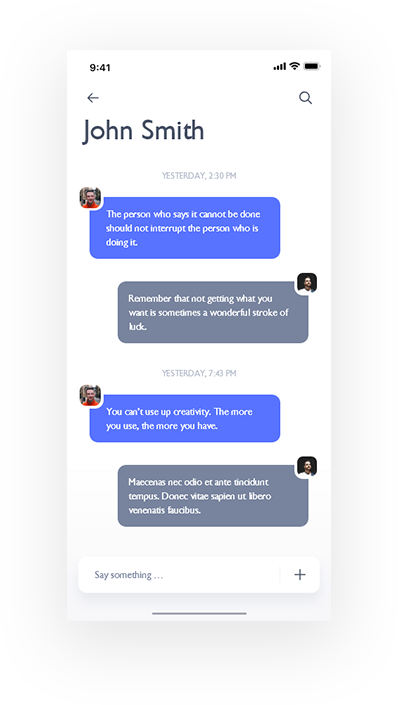 9:41
John Smith
YESTERDAY, 2:30 PM
The person who says it cannot be done
should not interrupt the person who is
doing it.
Remember that not getting what you
want is sometimes a wonderful stroke of
luck.
YESTERDAY, 7:43 PM
You can't use up creativity. The more
you use, the more you have.
Maecenas nec odio et ante tincidunt
tempus. Donec vitae sapien ut libero
venenatis faucibus.
Say something ...